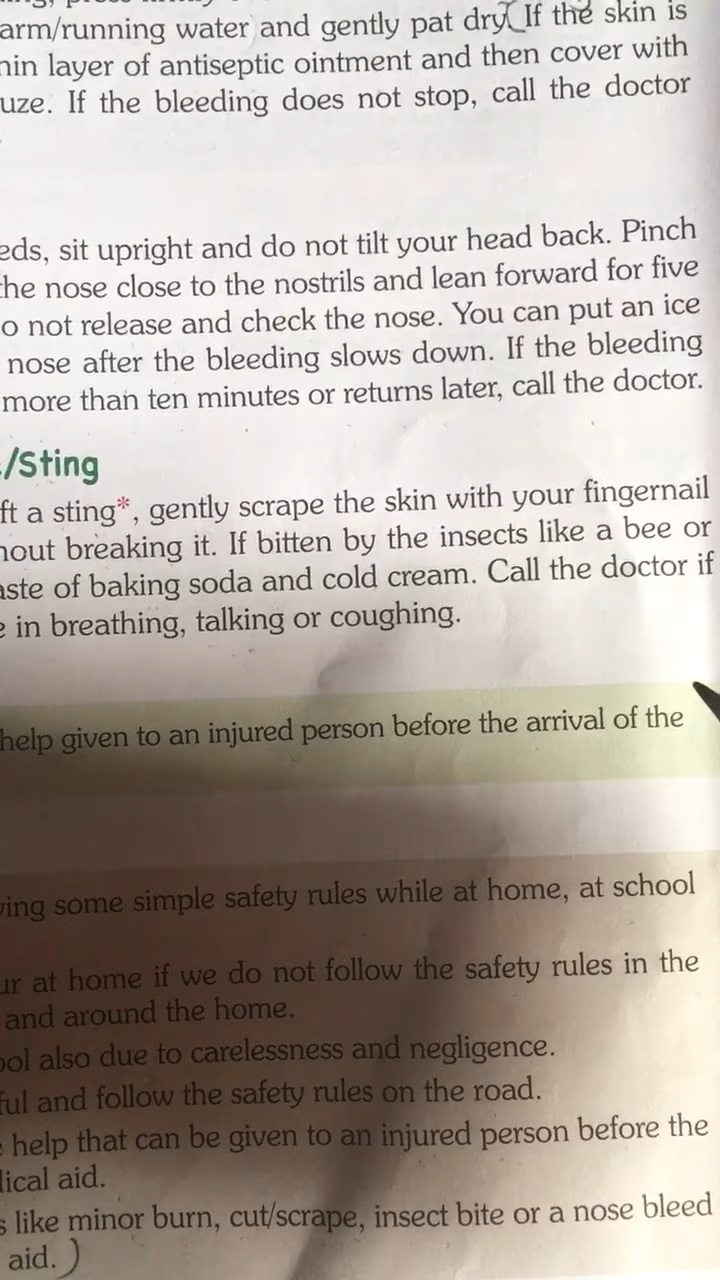 arm/running water and gently pat dry. If the skin is
hin layer of antiseptic ointment and then cover with
uze. If the bleeding does not stop, call the doctor
eds, sit upright and do not tilt your head back. Pinch
the nose close to the nostrils and lean forward for five
o not release and check the nose. You can put an ice
nose after the bleeding slows down. If the bleeding
more than ten minutes or returns later, call the doctor.
/Sting
ft a sting*, gently scrape the skin with your fingernail
hout breaking it. If bitten by the insects like a bee or
aste of baking soda and cold cream. Call the doctor if
e in breathing, talking or coughing.
help given to an injured person before the arrival of the
ving some simple safety rules while at home, at school
ur at home if we do not follow the safety rules in the
and around the home.
ool also due to carelessness and negligence.
ful and follow the safety rules on the road.
help that can be given to an injured person before the
lical aid.
s like minor burn, cut/scrape, insect bite or a nose bleed
aid.)